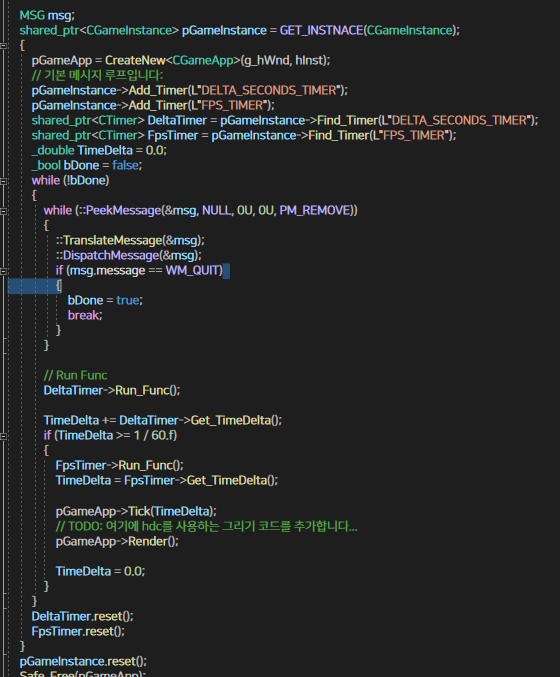 MSG msg;
shared_ptr<CGameInstance> pGameInstance = GET_INSTNACE(CGameInstance);
{
pGameApp = CreateNew<CGameApp>(g_hWnd, hInst);
// 기본 메시지 루프입니다:
pGameInstance->Add_Timer(L"DELTA_SECONDS_TIMER");
pGameInstance->Add_Timer(L"FPS_TIMER");
shared_ptr<CTimer> DeltaTimer = pGameInstance->Find_Timer(L"DELTA_SECONDS_TIMER");
shared_ptr<CTimer> FpsTimer = pGameInstance->Find_Timer(L"FPS_TIMER");
_double TimeDelta = 0.0;
_bool bDone = false;
while (!bDone)
{
while (::PeekMessage(&msg, NULL, 0U, 0U, PM_REMOVE))
{
::TranslateMessage(&msg);
::DispatchMessage(&msg);
if (msg.message == WM_QUIT)
{
bDone = true;
break;
}
}
// Run Func
DeltaTimer->Run_Func();
TimeDelta += DeltaTimer->Get_TimeDelta();
if (TimeDelta >= 1 / 60.f)
{
FpsTimer->Run_Func();
TimeDelta = FpsTimer->Get_TimeDelta();
pGameApp->Tick(TimeDelta);
// TODO: 여기에 hdc를 사용하는 그리기 코드를 추가합니다...
pGameApp->Render();
TimeDelta = 0.0;
}
}
DeltaTimer.reset();
FpsTimer.reset();
}
pGameInstance.reset();
Safe_Free(pGameApp);